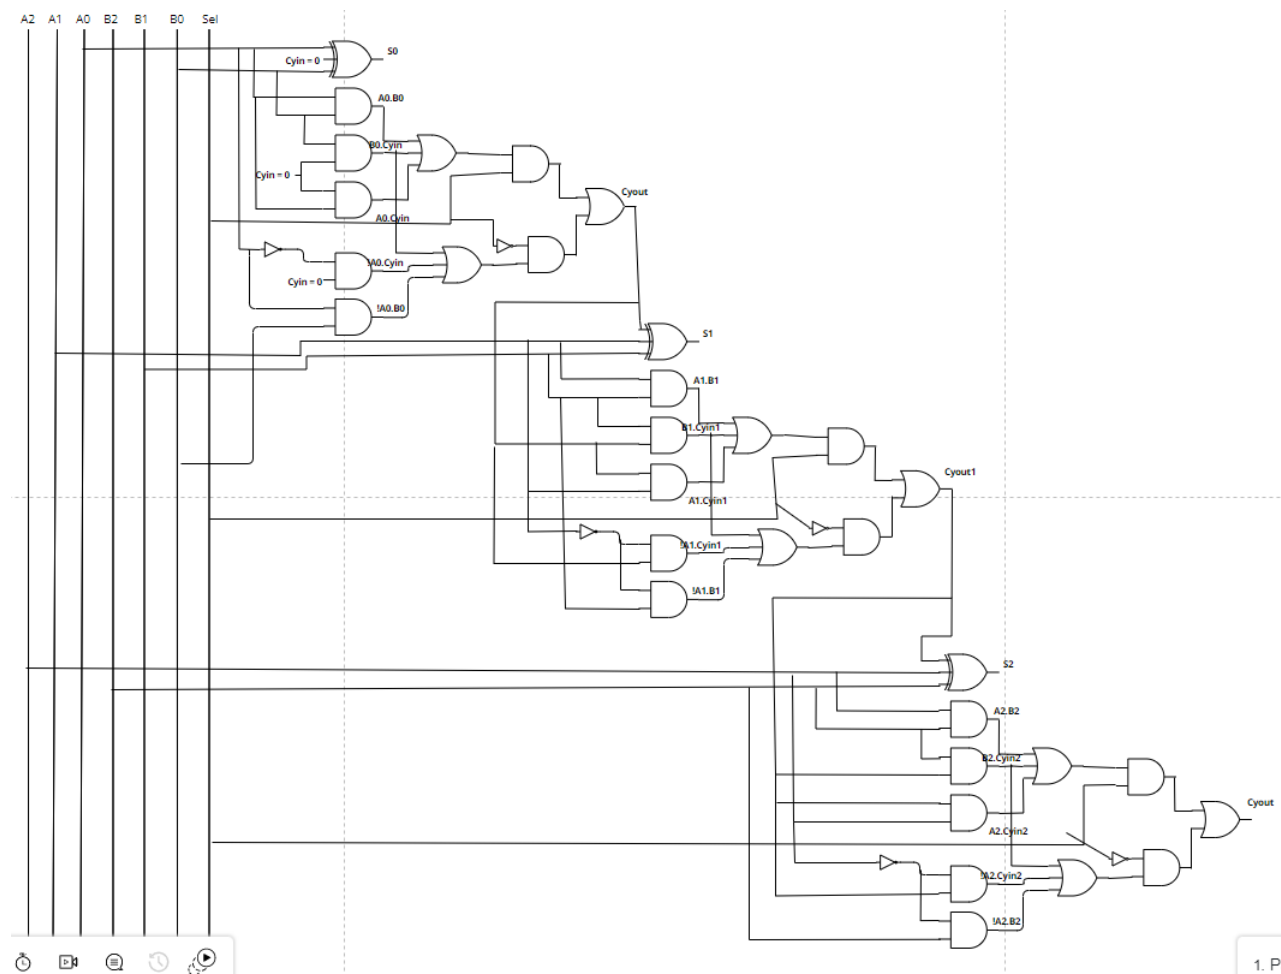 A2 A1 A0 B2 B1 B0 Sel
S0
Cyin = 0
A0.B0
B0.Cyin
Cyin = 0
Cyout
A0.Cyin
!A0.Cyin
Cyin = 0
!A0.B0
S1
A1.B1
B1.Cyin1
Cyout1
A1.Cyin1
!A1.Cyin1
!A1.B1
S2
A2.B2
B2.Cyin2
Cyout
A2.Cyin2
!A2.Cyin2
!A2.B2
1. P